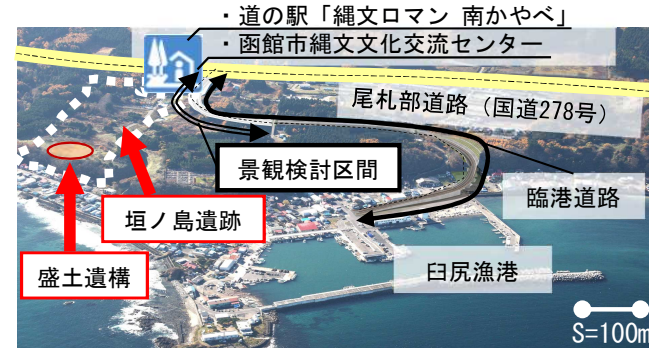 ・道の駅「縄文ロマン 南かやべ」
・函館市縄文文化交流センター
尾札部道路（国道278号）
景観検討区間
垣ノ島遺跡
臨港道路
盛土遺構
臼尻漁港
S=100m